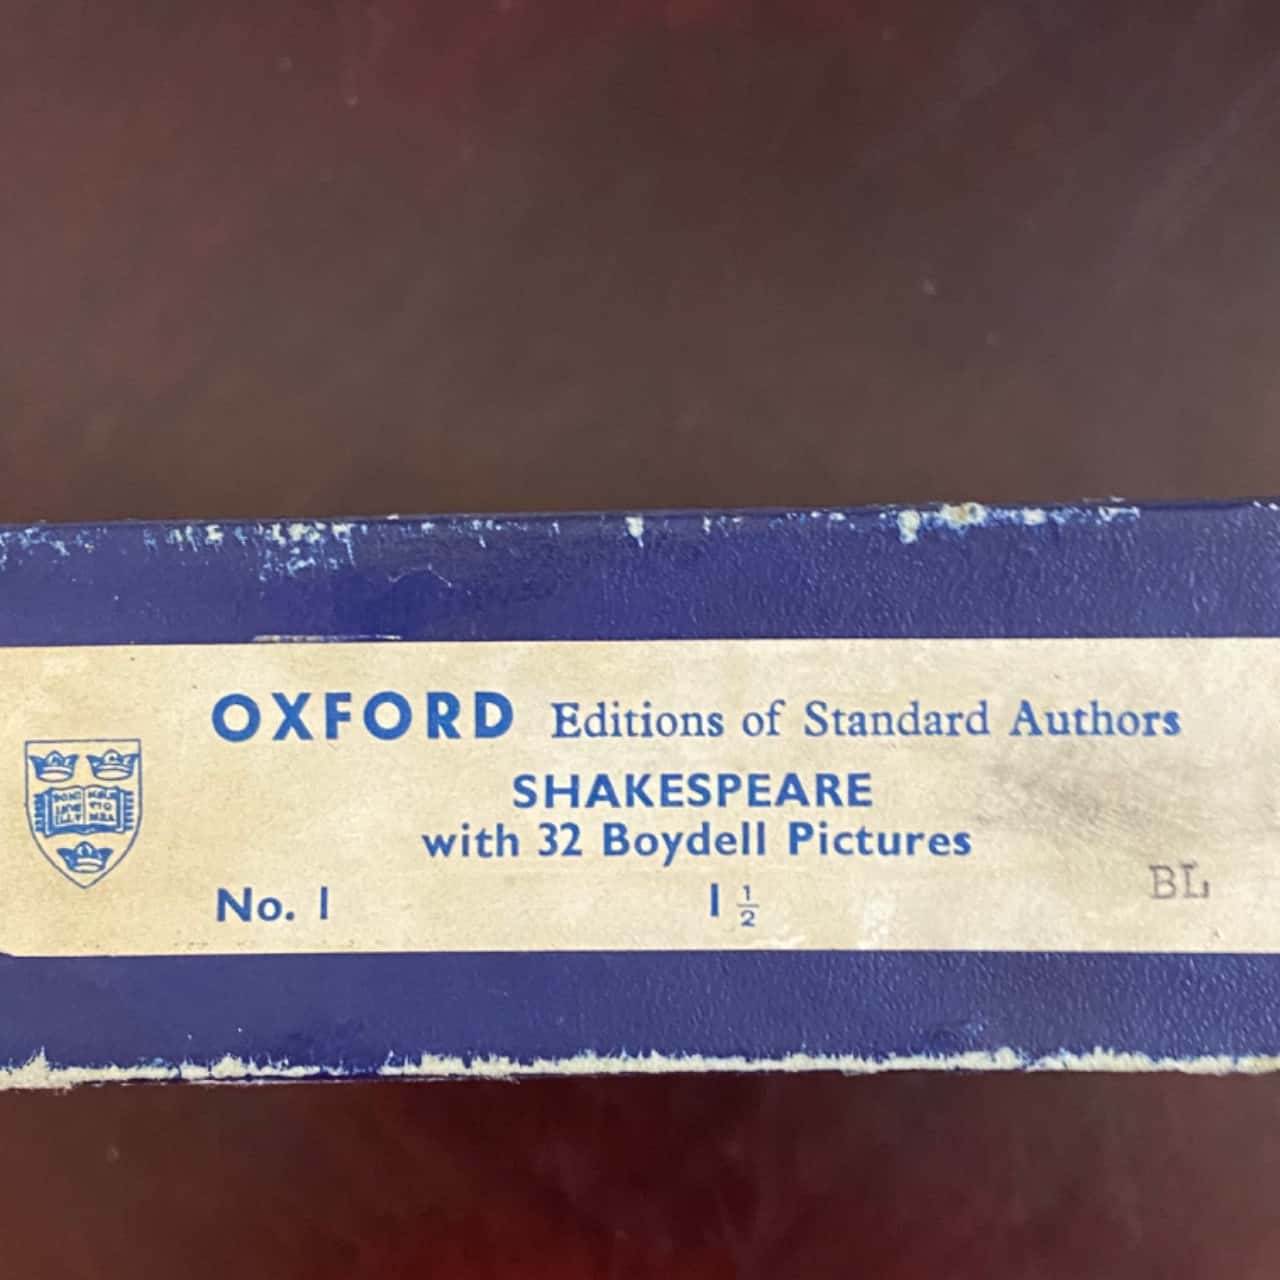 OXFORD Editions of Standard Authors
SHAKESPEARE
with 32 Boydell Pictures
No. 1 1 1/2 BL